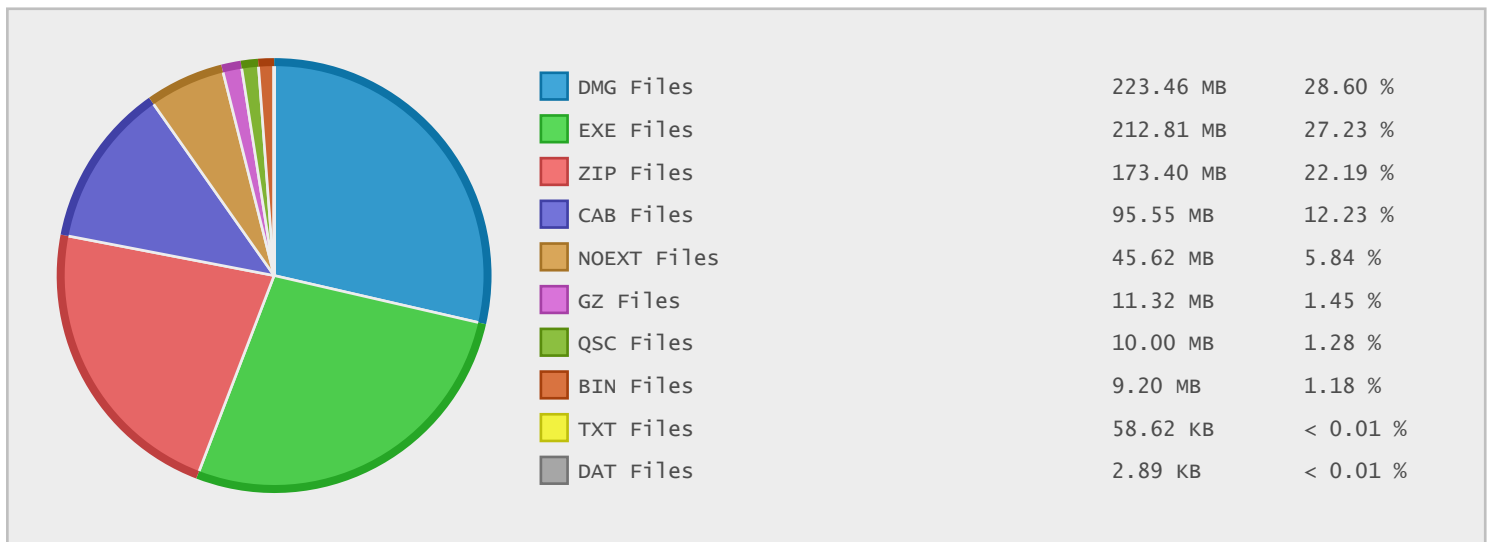 DMG Files 223.46 MB 28.60 %
EXE Files 212.81 MB 27.23 %
ZIP Files 173.40 MB 22.19 %
CAB Files 95.55 MB 12.23 %
NOEXT Files 45.62 MB 5.84 %
GZ Files 11.32 MB 1.45 %
QSC Files 10.00 MB 1.28 %
BIN Files 9.20 MB 1.18 %
TXT Files 58.62 KB < 0.01 %
DAT Files 2.89 KB < 0.01 %